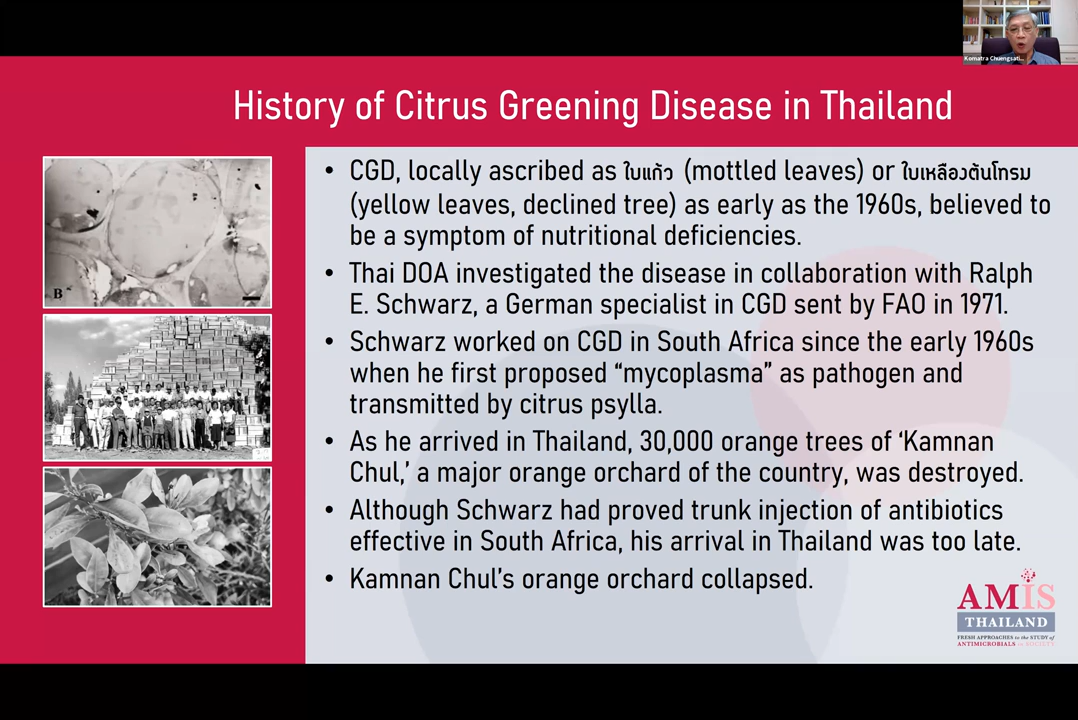 Komatra Chuengsati...
History of Citrus Greening Disease in Thailand
• CGD, locally ascribed as ใบแก้ว (mottled leaves) or ใบเหลืองต้นโทรม
(yellow leaves, declined tree) as early as the 1960s, believed to
be a symptom of nutritional deficiencies.
• Thai DOA investigated the disease in collaboration with Ralph
E. Schwarz, a German specialist in CGD sent by FAO in 1971.
• Schwarz worked on CGD in South Africa since the early 1960s
when he first proposed “mycoplasma” as pathogen and
transmitted by citrus psylla.
• As he arrived in Thailand, 30,000 orange trees of ‘Kamnan
Chul,’ a major orange orchard of the country, was destroyed.
• Although Schwarz had proved trunk injection of antibiotics
effective in South Africa, his arrival in Thailand was too late.
• Kamnan Chul’s orange orchard collapsed.
B
AMIS
THAILAND
FRESH APPROACHES to the STUDY of
ANTIMICROBIALS in SOCIETY